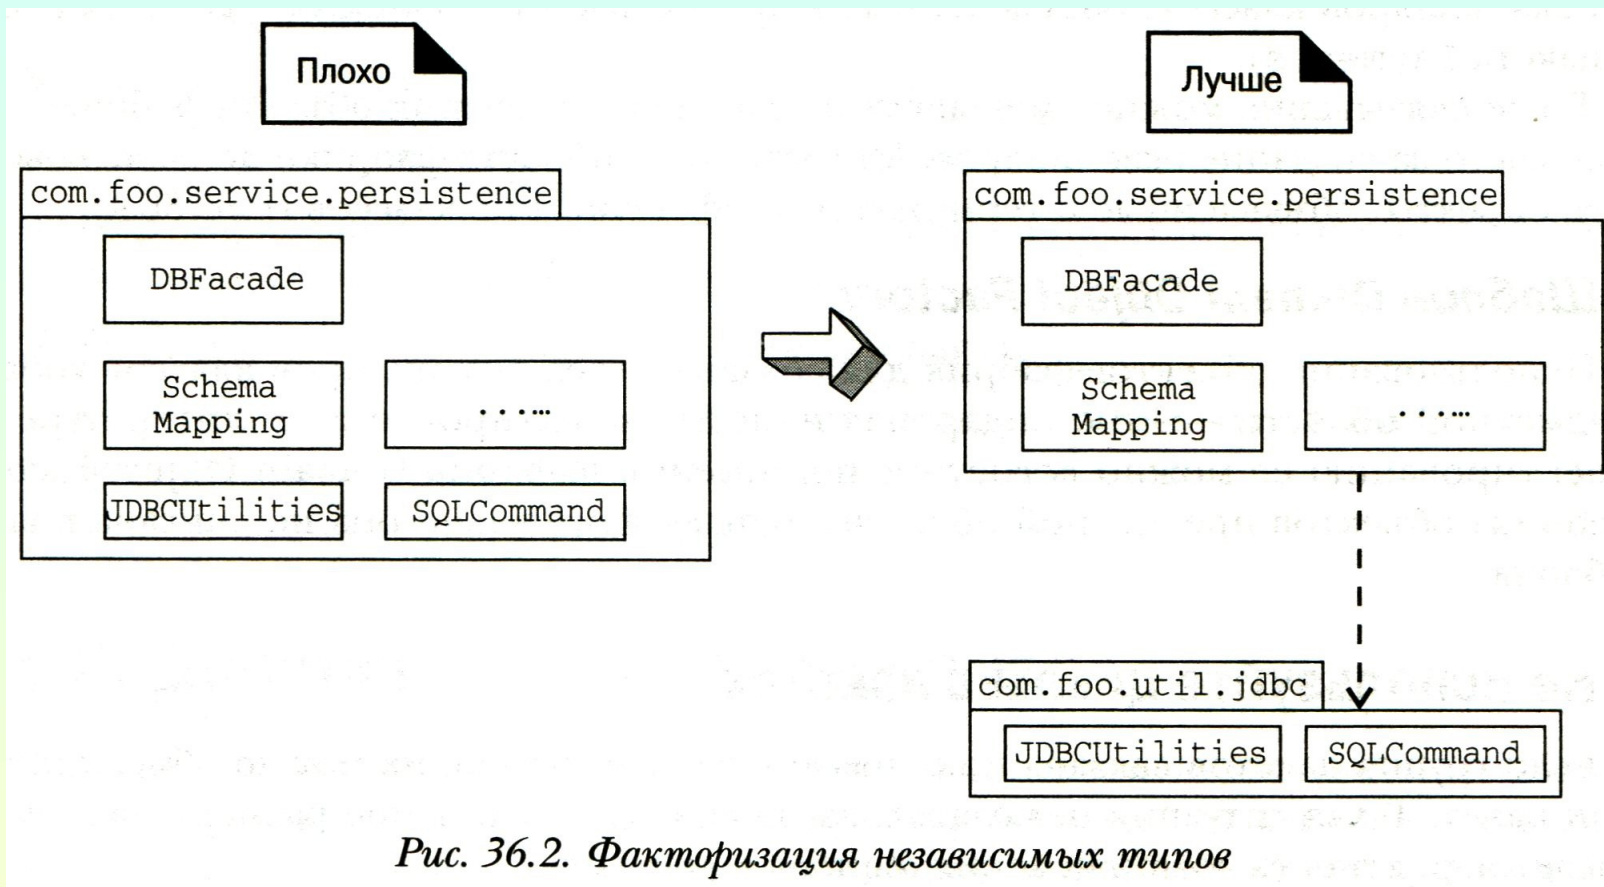 Плохо
Лучше
com.foo.service.persistence
DBFacade
Schema
Mapping
...…
JDBCUtilities
SQLCommand
com.foo.service.persistence
DBFacade
Schema
Mapping
...…
com.foo.util.jdbc
JDBCUtilities
SQLCommand
Рис. 36.2. Факторизация независимых типов